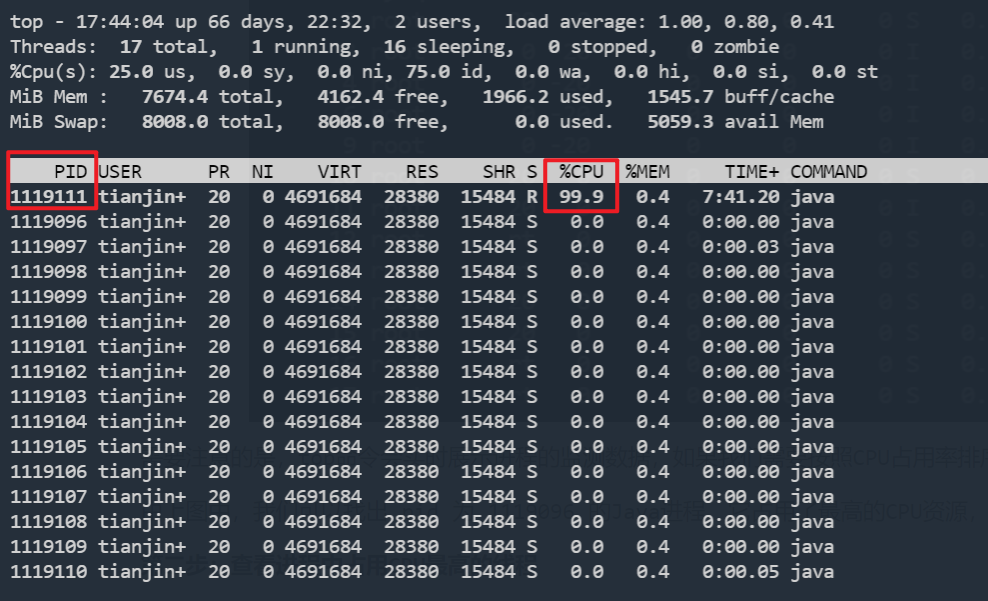 top - 17:44:04 up 66 days, 22:32,  2 users,  load average: 1.00, 0.80, 0.41
Threads:  17 total,   1 running,  16 sleeping,   0 stopped,   0 zombie
%Cpu(s): 25.0 us,  0.0 sy,  0.0 ni, 75.0 id,  0.0 wa,  0.0 hi,  0.0 si,  0.0 st
MiB Mem :   7674.4 total,   4162.4 free,   1966.2 used,   1545.7 buff/cache
MiB Swap:   8008.0 total,   8008.0 free,      0.0 used.   5059.3 avail Mem
    PID USER      PR  NI    VIRT    RES    SHR S  %CPU  %MEM     TIME+ COMMAND
1119111 tianjin+  20   0 4691684  28380  15484 R  99.9   0.4   7:41.20 java
1119096 tianjin+  20   0 4691684  28380  15484 S   0.0   0.4   0:00.00 java
1119097 tianjin+  20   0 4691684  28380  15484 S   0.0   0.4   0:00.03 java
1119098 tianjin+  20   0 4691684  28380  15484 S   0.0   0.4   0:00.00 java
1119099 tianjin+  20   0 4691684  28380  15484 S   0.0   0.4   0:00.00 java
1119100 tianjin+  20   0 4691684  28380  15484 S   0.0   0.4   0:00.00 java
1119101 tianjin+  20   0 4691684  28380  15484 S   0.0   0.4   0:00.00 java
1119102 tianjin+  20   0 4691684  28380  15484 S   0.0   0.4   0:00.00 java
1119103 tianjin+  20   0 4691684  28380  15484 S   0.0   0.4   0:00.00 java
1119104 tianjin+  20   0 4691684  28380  15484 S   0.0   0.4   0:00.00 java
1119105 tianjin+  20   0 4691684  28380  15484 S   0.0   0.4   0:00.00 java
1119106 tianjin+  20   0 4691684  28380  15484 S   0.0   0.4   0:00.00 java
1119107 tianjin+  20   0 4691684  28380  15484 S   0.0   0.4   0:00.00 java
1119108 tianjin+  20   0 4691684  28380  15484 S   0.0   0.4   0:00.00 java
1119109 tianjin+  20   0 4691684  28380  15484 S   0.0   0.4   0:00.00 java
1119110 tianjin+  20   0 4691684  28380  15484 S   0.0   0.4   0:00.05 java